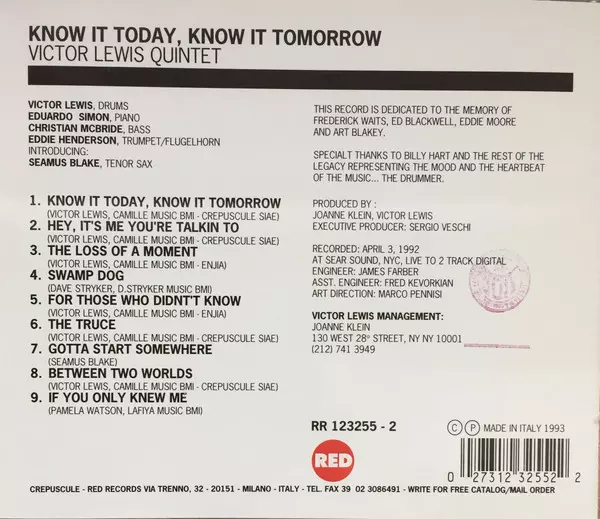 KNOW IT TODAY, KNOW IT TOMORROW
VICTOR LEWIS QUINTET
VICTOR LEWIS, DRUMS
EDUARDO SIMON, PIANO
CHRISTIAN MCBRIDE, BASS
EDDIE HENDERSON, TRUMPET/FLUGELHORN
INTRODUCING:
SEAMUS BLAKE, TENOR SAX
1. KNOW IT TODAY, KNOW IT TOMORROW
(VICTOR LEWIS, CAMILLE MUSIC BMI - CREPUSCULE SIAE)
2. HEY, IT'S ME YOU'RE TALKIN TO
(VICTOR LEWIS, CAMILLE MUSIC BMI - CREPUSCULE SIAE)
3. THE LOSS OF A MOMENT
(VICTOR LEWIS, CAMILLE MUSIC BMI - ENJIA)
4. SWAMP DOG
(DAVE STRYKER, D.STRYKER MUSIC BMI)
5. FOR THOSE WHO DIDNT'T KNOW
(VICTOR LEWIS, CAMILLE MUSIC BMI - ENJIA)
6. THE TRUCE
(VICTOR LEWIS, CAMILLE MUSIC BMI - CREPUSCULE SIAE)
7. GOTTA START SOMEWHERE
(SEAMUS BLAKE)
8. BETWEEN TWO WORLDS
(VICTOR LEWIS, CAMILLE MUSIC BMI - CREPUSCULE SIAE)
9. IF YOU ONLY KNEW ME
(PAMELA WATSON, LAFIYA MUSIC BMI)
THIS RECORD IS DEDICATED TO THE MEMORY OF
FREDERICK WAITS, ED BLACKWELL, EDDIE MOORE
AND ART BLAKEY.
SPECIALT THANKS TO BILLY HART AND THE REST OF THE
LEGACY REPRESENTING THE MOOD AND THE HEARTBEAT
OF THE MUSIC... THE DRUMMER.
PRODUCED BY :
JOANNE KLEIN, VICTOR LEWIS
EXECUTIVE PRODUCER: SERGIO VESCHI
RECORDED: APRIL 3, 1992
AT SEAR SOUND, NYC, LIVE TO 2 TRACK DIGITAL
ENGINEER: JAMES FARBER
ASST. ENGINEER: FRED KEVORKIAN
ART DIRECTION: MARCO PENNISI
VICTOR LEWIS MANAGEMENT:
JOANNE KLEIN
130 WEST 28° STREET, NY NY 10001
(212) 741 3949
RR 123255 - 2
RED
© ℗ MADE IN ITALY 1993
0 27312 32552 2
CREPUSCULE - RED RECORDS VIA TRENNO, 32 - 20151 - MILANO - ITALY - TEL. FAX 39 02 3086491 - WRITE FOR FREE CATALOG/MAIL ORDER